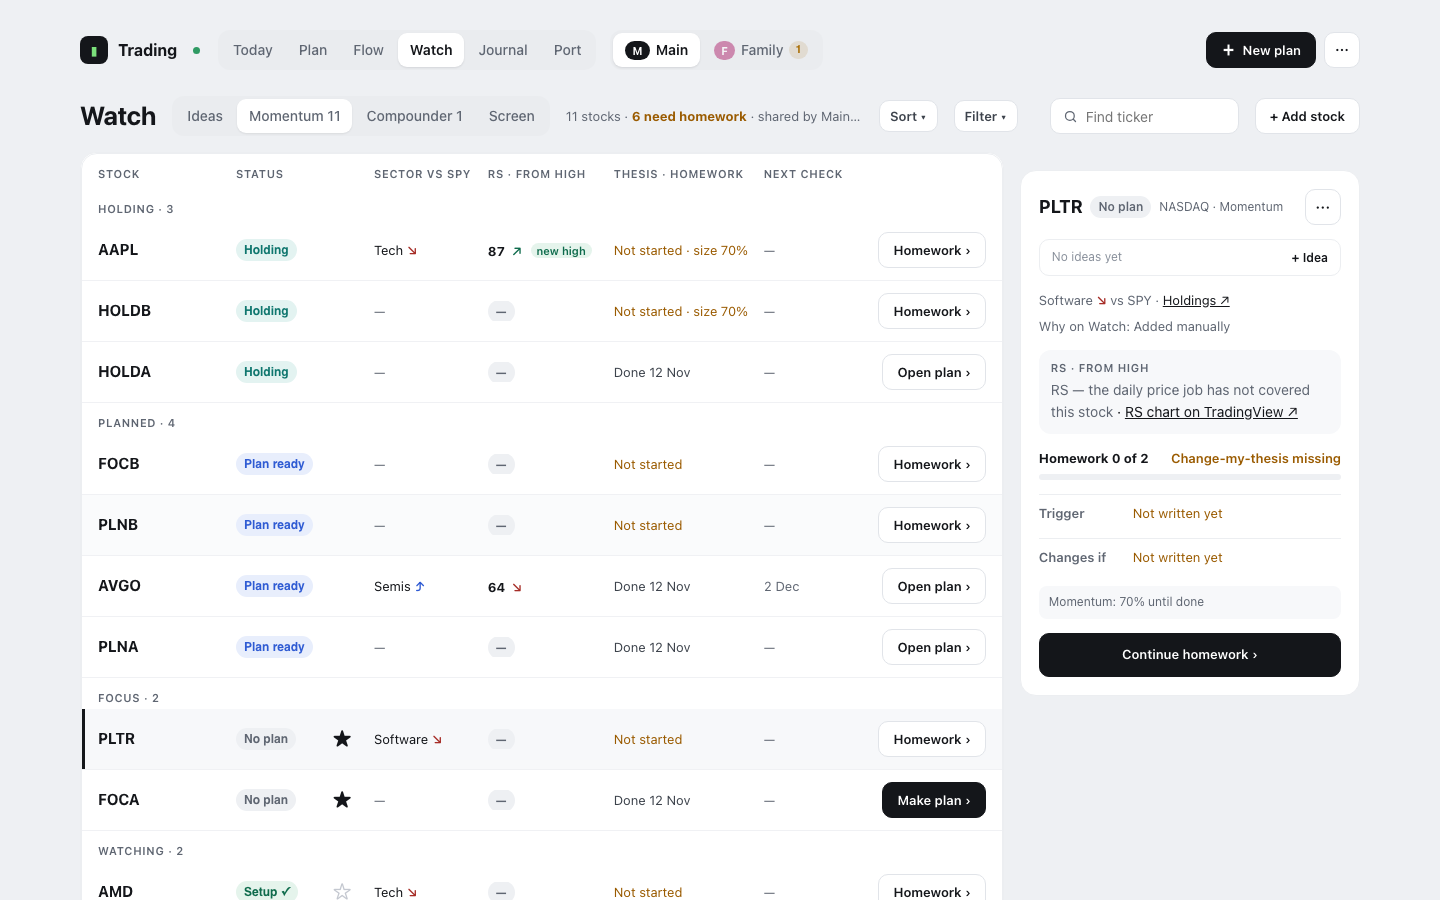 Trading Today Plan Flow Watch Journal Port M Main F Family 1 + New plan ...
Watch Ideas Momentum 11 Compounder 1 Screen 11 stocks · 6 need homework · shared by Main... Sort ▾ Filter ▾ Find ticker + Add stock
STOCK STATUS SECTOR VS SPY RS · FROM HIGH THESIS · HOMEWORK NEXT CHECK
HOLDING · 3
AAPL Holding Tech ↘ 87 ↗ new high Not started · size 70% — Homework ›
HOLDB Holding — — Not started · size 70% — Homework ›
HOLDA Holding — — Done 12 Nov — Open plan ›
PLANNED · 4
FOCB Plan ready — — Not started — Homework ›
PLNB Plan ready — — Not started — Homework ›
AVGO Plan ready Semis ↑ 64 ↘ Done 12 Nov 2 Dec Open plan ›
PLNA Plan ready — — Done 12 Nov — Open plan ›
FOCUS · 2
PLTR No plan ★ Software ↘ — Not started — Homework ›
FOCA No plan ★ — — Done 12 Nov — Make plan ›
WATCHING · 2
AMD Setup ✓ ☆ Tech ↘ — Not started — Homework ›
PLTR No plan NASDAQ · Momentum ...
No ideas yet + Idea
Software ↘ vs SPY · Holdings ↗
Why on Watch: Added manually
RS · FROM HIGH
RS — the daily price job has not covered
this stock · RS chart on TradingView ↗
Homework 0 of 2 Change-my-thesis missing
Trigger Not written yet
Changes if Not written yet
Momentum: 70% until done
Continue homework ›